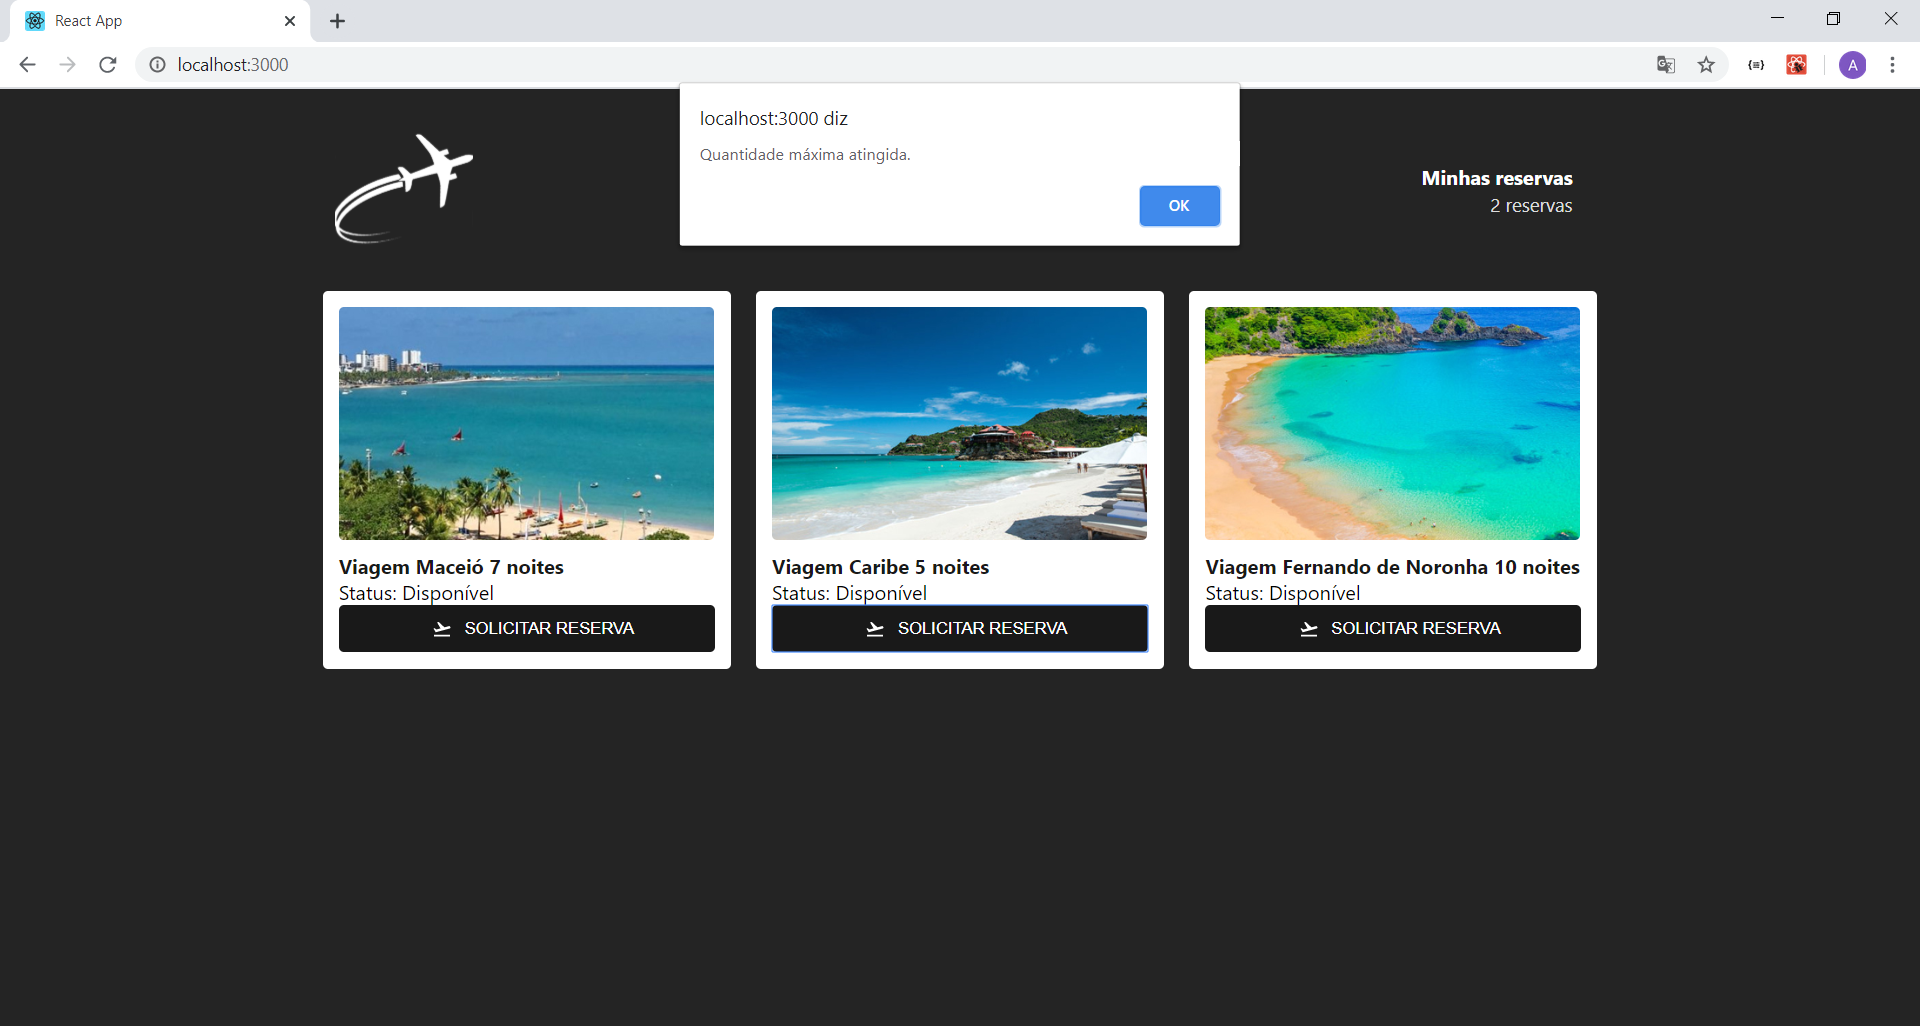 React App
localhost:3000
A
localhost:3000 diz
Quantidade máxima atingida.
OK
Minhas reservas
2 reservas
Viagem Maceió 7 noites
Status: Disponível
SOLICITAR RESERVA
Viagem Caribe 5 noites
Status: Disponível
SOLICITAR RESERVA
Viagem Fernando de Noronha 10 noites
Status: Disponível
SOLICITAR RESERVA